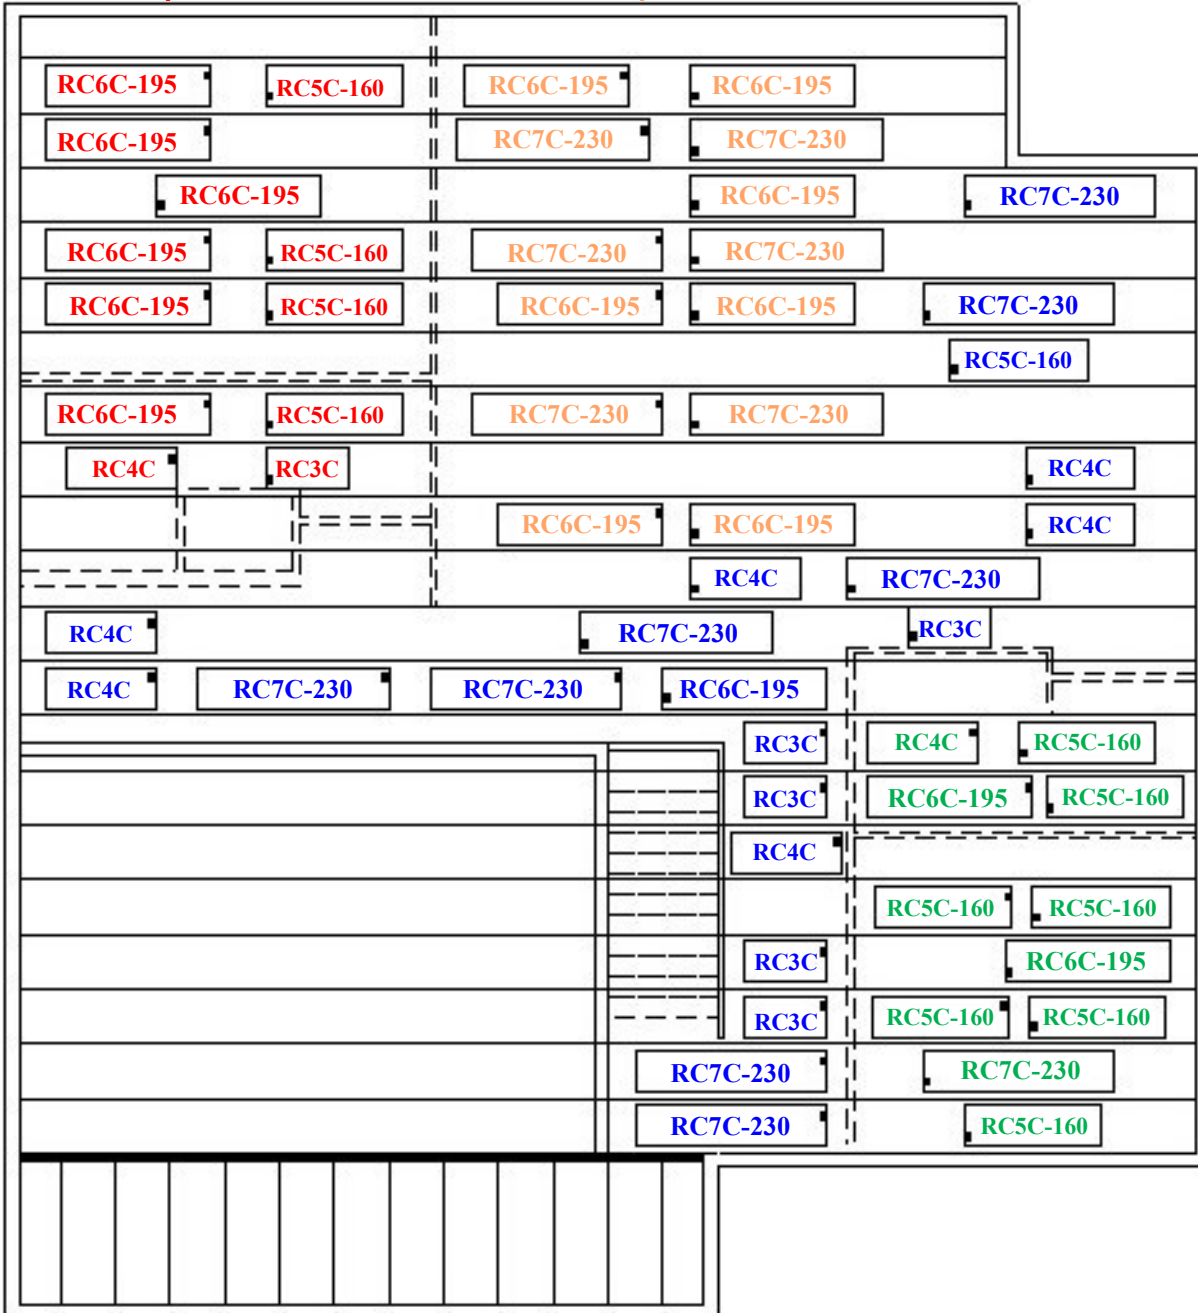 RC6C-195 RC5C-160 RC6C-195 RC6C-195
RC6C-195 RC7C-230 RC7C-230
RC6C-195 RC6C-195 RC7C-230
RC6C-195 RC5C-160 RC7C-230 RC7C-230
RC6C-195 RC5C-160 RC6C-195 RC6C-195 RC7C-230
RC5C-160
RC6C-195 RC5C-160 RC7C-230 RC7C-230
RC4C RC3C RC4C
RC6C-195 RC6C-195 RC4C
RC4C RC7C-230
RC4C RC7C-230 RC3C
RC4C RC7C-230 RC7C-230 RC6C-195
RC3C RC4C RC5C-160
RC3C RC6C-195 RC5C-160
RC4C
RC5C-160 RC5C-160
RC3C RC6C-195
RC3C RC5C-160 RC5C-160
RC7C-230 RC7C-230
RC7C-230 RC5C-160